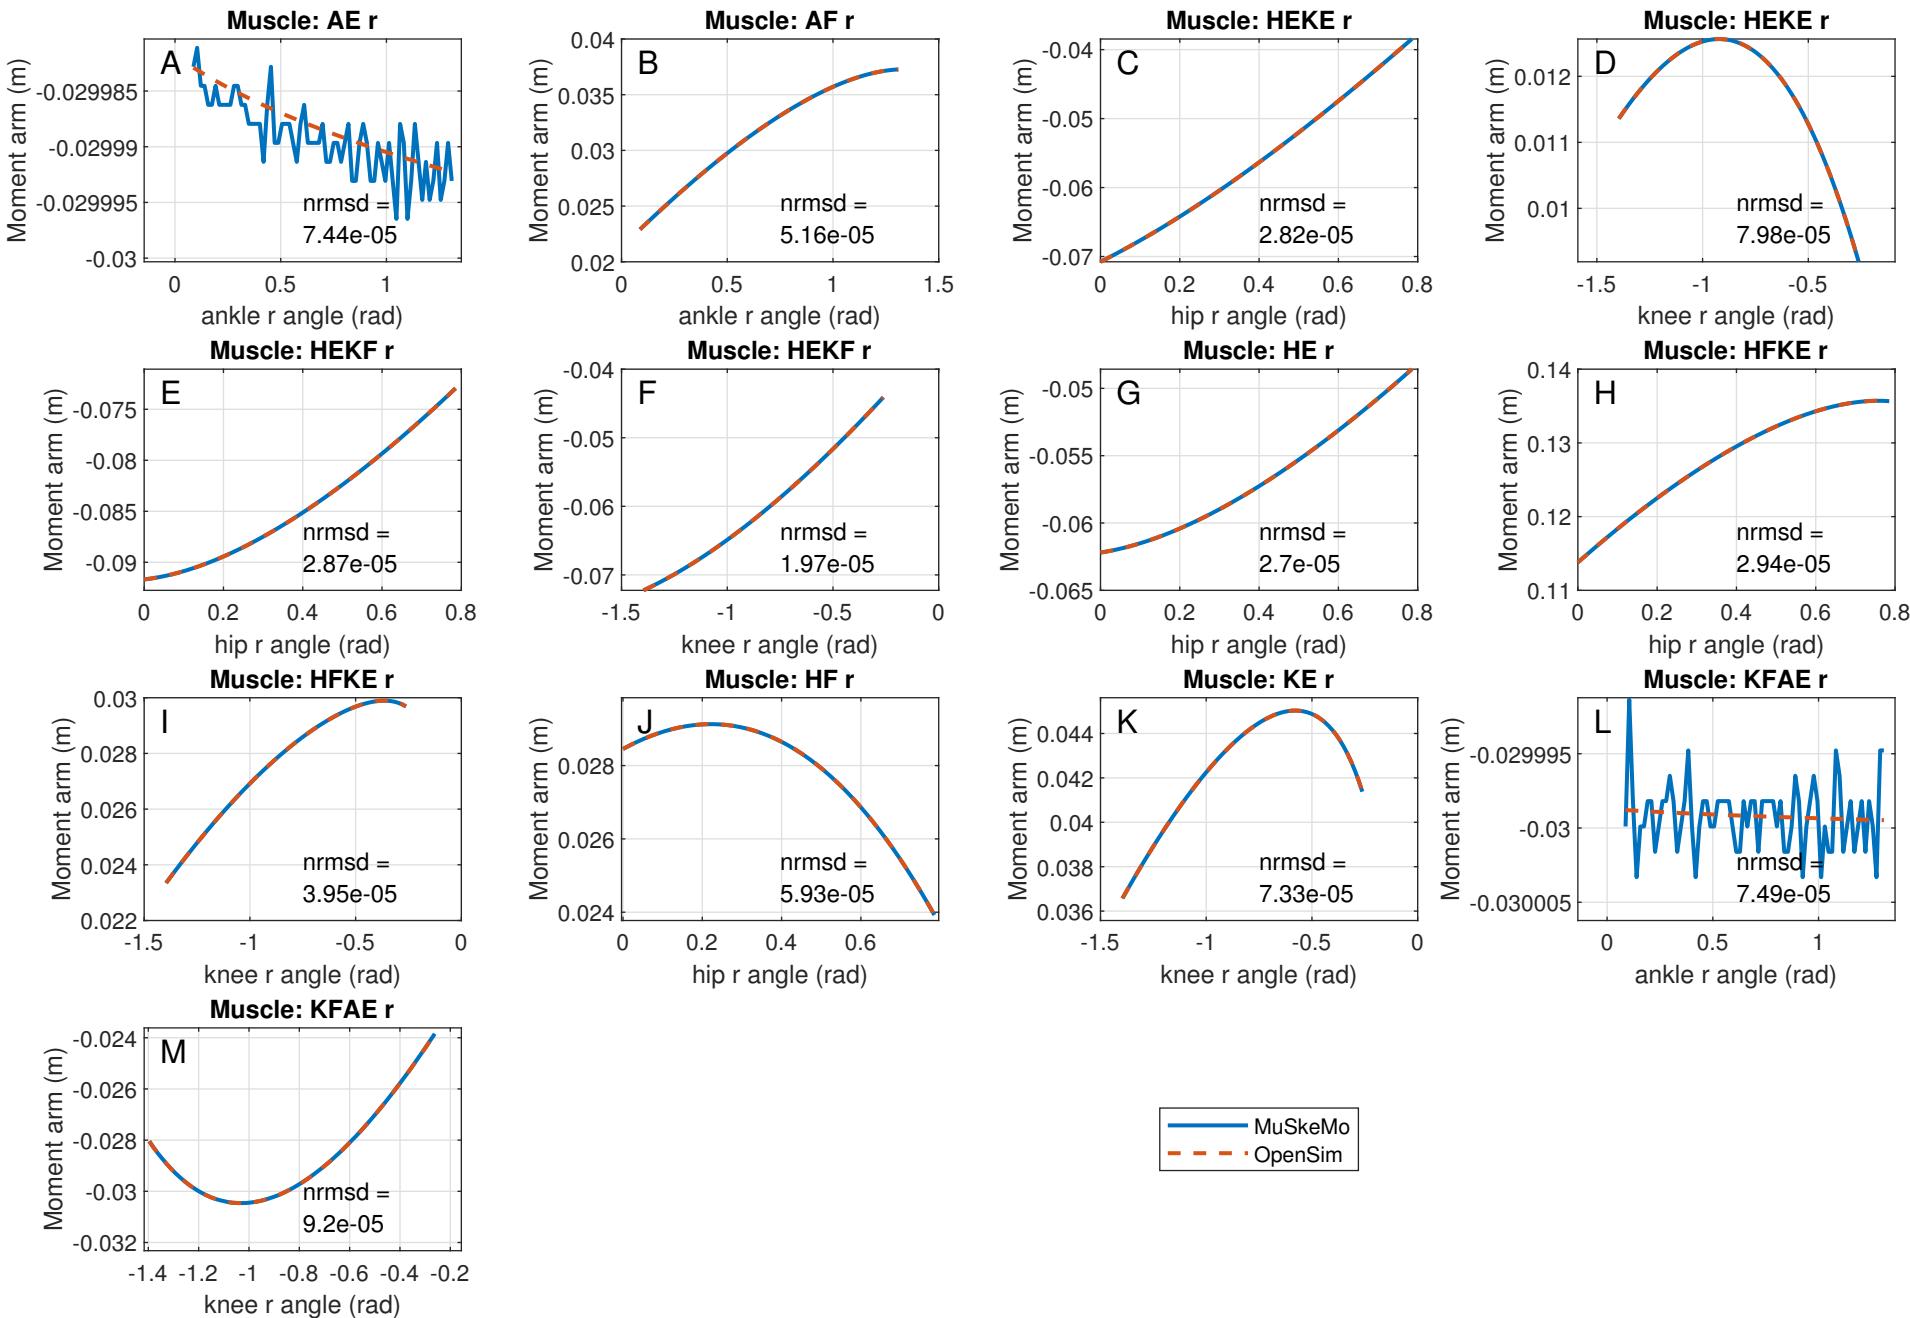 Muscle: AE r
A
Moment arm (m)
-0.029985
-0.02999
-0.029995
-0.03
nrmsd =
7.44e-05
0 0.5 1
ankle r angle (rad)
Muscle: AF r
B
Moment arm (m)
0.04
0.035
0.03
0.025
0.02
nrmsd =
5.16e-05
0 0.5 1 1.5
ankle r angle (rad)
Muscle: HEKE r
C
Moment arm (m)
-0.04
-0.05
-0.06
-0.07
nrmsd =
2.82e-05
0 0.2 0.4 0.6 0.8
hip r angle (rad)
Muscle: HEKE r
D
Moment arm (m)
0.012
0.011
0.01
nrmsd =
7.98e-05
-1.5 -1 -0.5
knee r angle (rad)
Muscle: HEKF r
E
Moment arm (m)
-0.075
-0.08
-0.085
-0.09
nrmsd =
2.87e-05
0 0.2 0.4 0.6 0.8
hip r angle (rad)
Muscle: HEKF r
F
Moment arm (m)
-0.04
-0.05
-0.06
-0.07
nrmsd =
1.97e-05
-1.5 -1 -0.5 0
knee r angle (rad)
Muscle: HE r
G
Moment arm (m)
-0.05
-0.055
-0.06
-0.065
nrmsd =
2.7e-05
0 0.2 0.4 0.6 0.8
hip r angle (rad)
Muscle: HFKE r
H
Moment arm (m)
0.14
0.13
0.12
0.11
nrmsd =
2.94e-05
0 0.2 0.4 0.6 0.8
hip r angle (rad)
Muscle: HFKE r
I
Moment arm (m)
0.03
0.028
0.026
0.024
0.022
nrmsd =
3.95e-05
-1.5 -1 -0.5 0
knee r angle (rad)
Muscle: HF r
J
Moment arm (m)
0.028
0.026
0.024
nrmsd =
5.93e-05
0 0.2 0.4 0.6
hip r angle (rad)
Muscle: KE r
K
Moment arm (m)
0.044
0.042
0.04
0.038
0.036
nrmsd =
7.33e-05
-1.5 -1 -0.5 0
knee r angle (rad)
Muscle: KFAE r
L
Moment arm (m)
-0.029995
-0.03
-0.030005
nrmsd =
7.49e-05
0 0.5 1
ankle r angle (rad)
Muscle: KFAE r
M
Moment arm (m)
-0.024
-0.026
-0.028
-0.03
-0.032
nrmsd =
9.2e-05
-1.4 -1.2 -1 -0.8 -0.6 -0.4 -0.2
knee r angle (rad)
MuSkeMo
OpenSim